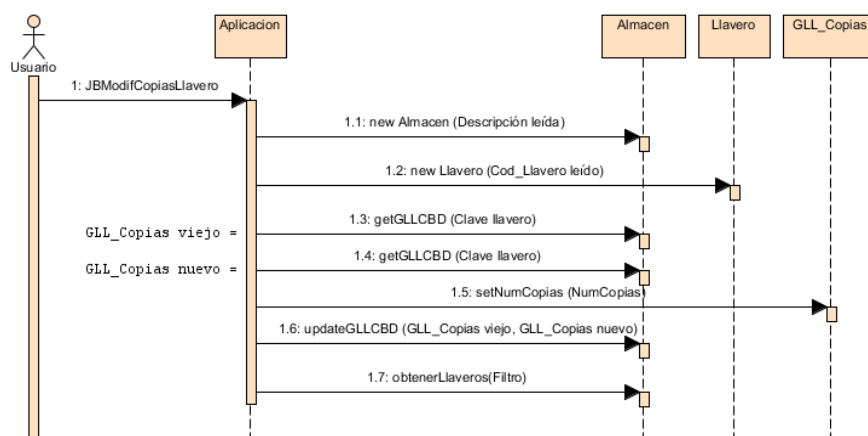 Aplicacion
Almacen
Llavero
GLL_Copias
Usuario
1: JBModifCopiasLlavero
1.1: new Almacen (Descripción leída)
1.2: new Llavero (Cod_Llavero leído)
GLL_Copias viejo =
1.3: getGLLCBD (Clave llavero)
GLL_Copias nuevo =
1.4: getGLLCBD (Clave llavero)
1.5: setNumCopias (NumCopias)
1.6: updateGLLCBD (GLL_Copias viejo, GLL_Copias nuevo)
1.7: obtenerLlaveros(Filtro)